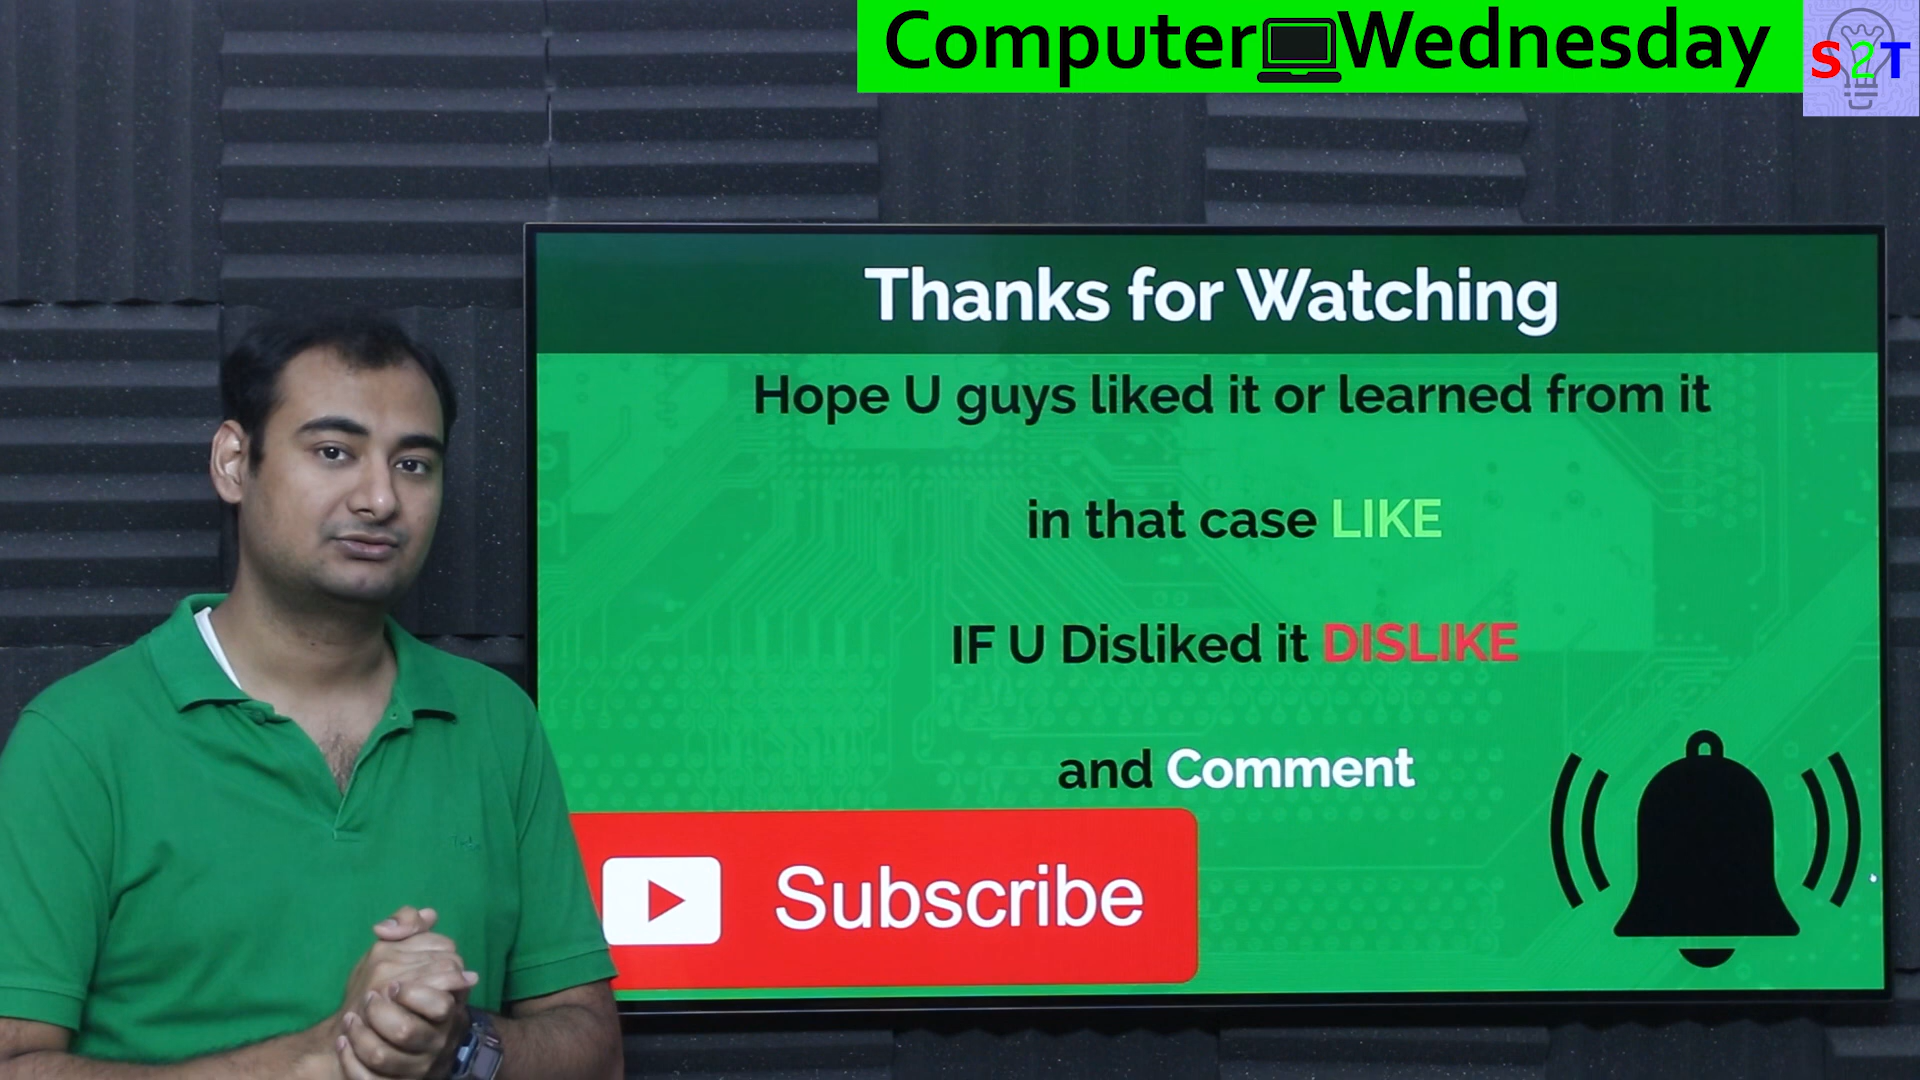 Computer Wednesday
S2T
Thanks for Watching
Hope U guys liked it or learned from it
in that case LIKE
IF U Disliked it DISLIKE
and Comment
Subscribe